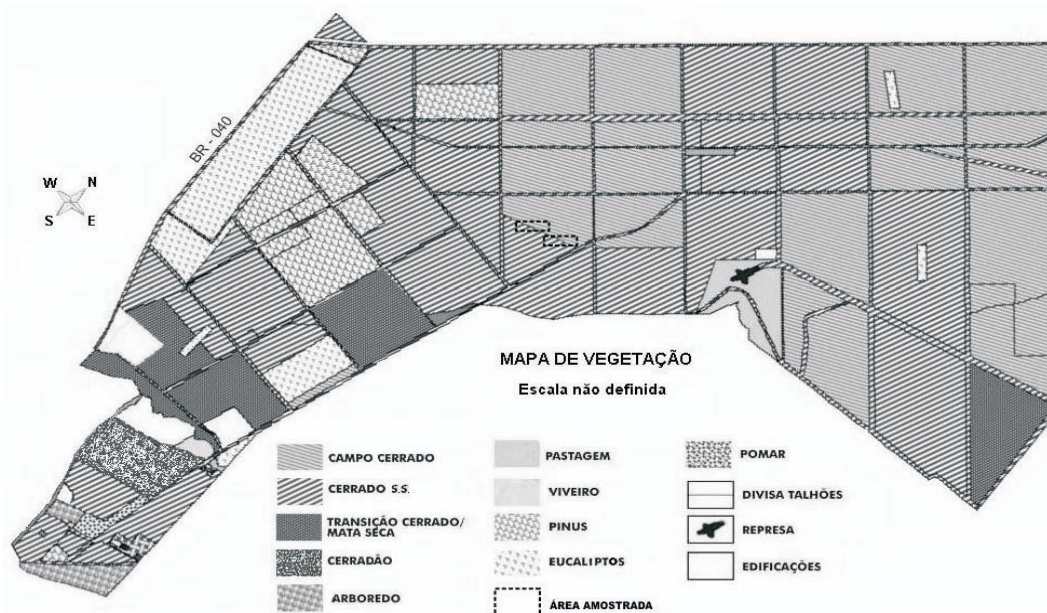 BR - 040
W N
S E
MAPA DE VEGETAÇÃO
Escala não definida
CAMPO CERRADO
CERRADO S.S.
TRANSIÇÃO CERRADO/
MATA SECA
CERRADÃO
ARBOREDO
PASTAGEM
VIVEIRO
PINUS
EUCALIPTOS
ÁREA AMOSTRADA
POMAR
DIVISA TALHÕES
REPRESA
EDIFICAÇÕES